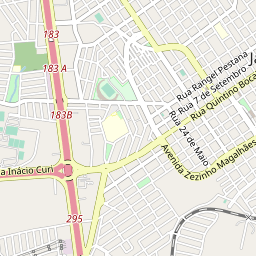 183
183 A
183B
295
a Inácio Curi
Rua Rangel Pestana
Rua 7 de Setembro
Rua Quintino Boca
Rua 24 de Maio
Avenida Zezinho Magalhães